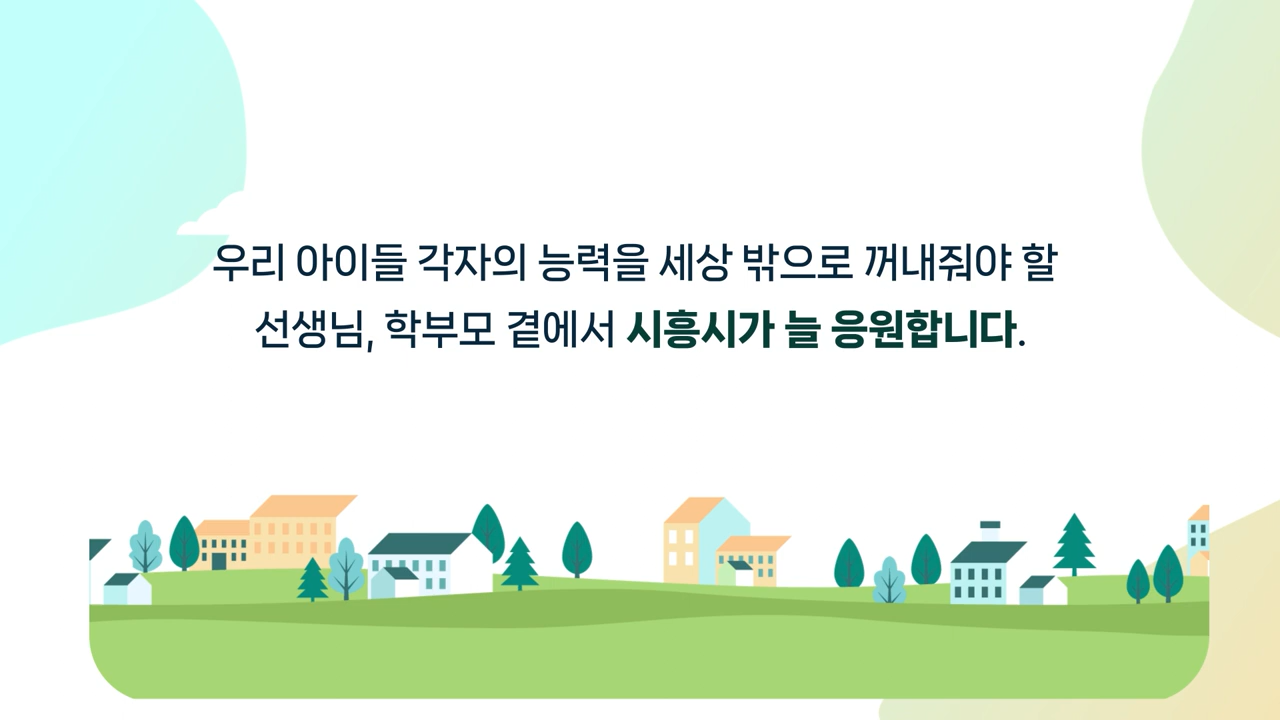 우리 아이들 각자의 능력을 세상 밖으로 꺼내줘야 할
선생님, 학부모 곁에서 시흥시가 늘 응원합니다.